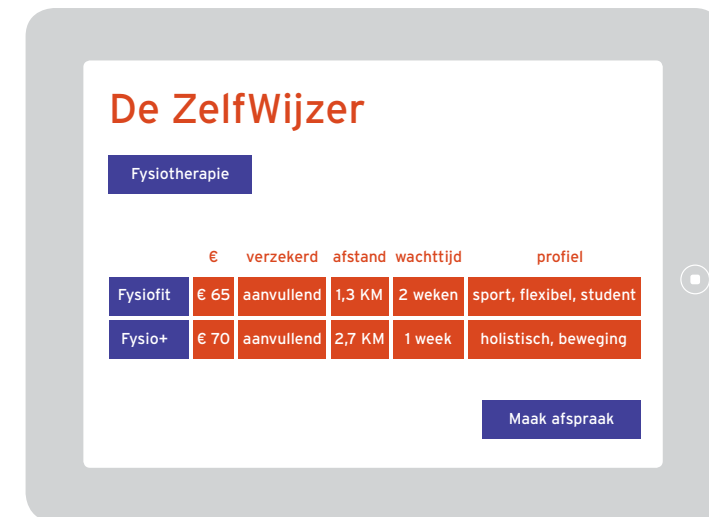 De ZelfWijzer
Fysiotherapie
€ verzekerd afstand wachttijd profiel
Fysiofit € 65 aanvullend 1,3 KM 2 weken sport, flexibel, student
Fysio+ € 70 aanvullend 2,7 KM 1 week holistisch, beweging
Maak afspraak